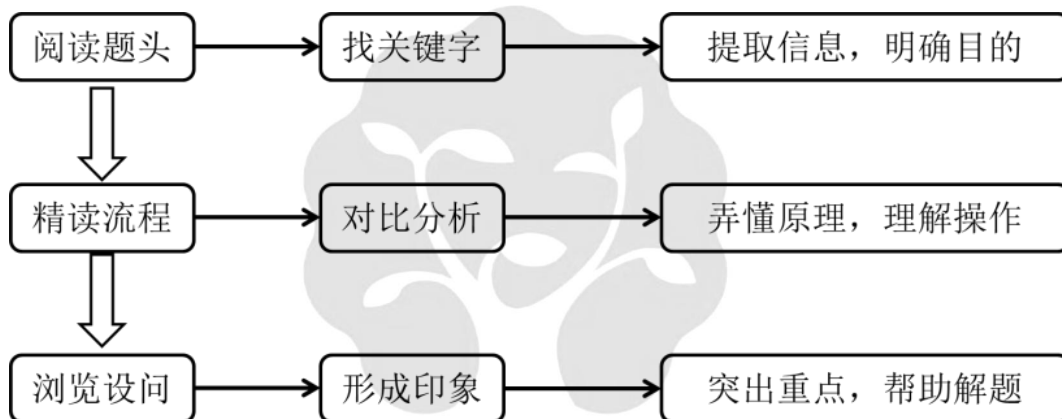 阅读题头 找关键字 提取信息，明确目的
精读流程 对比分析 弄懂原理，理解操作
浏览设问 形成印象 突出重点，帮助解题